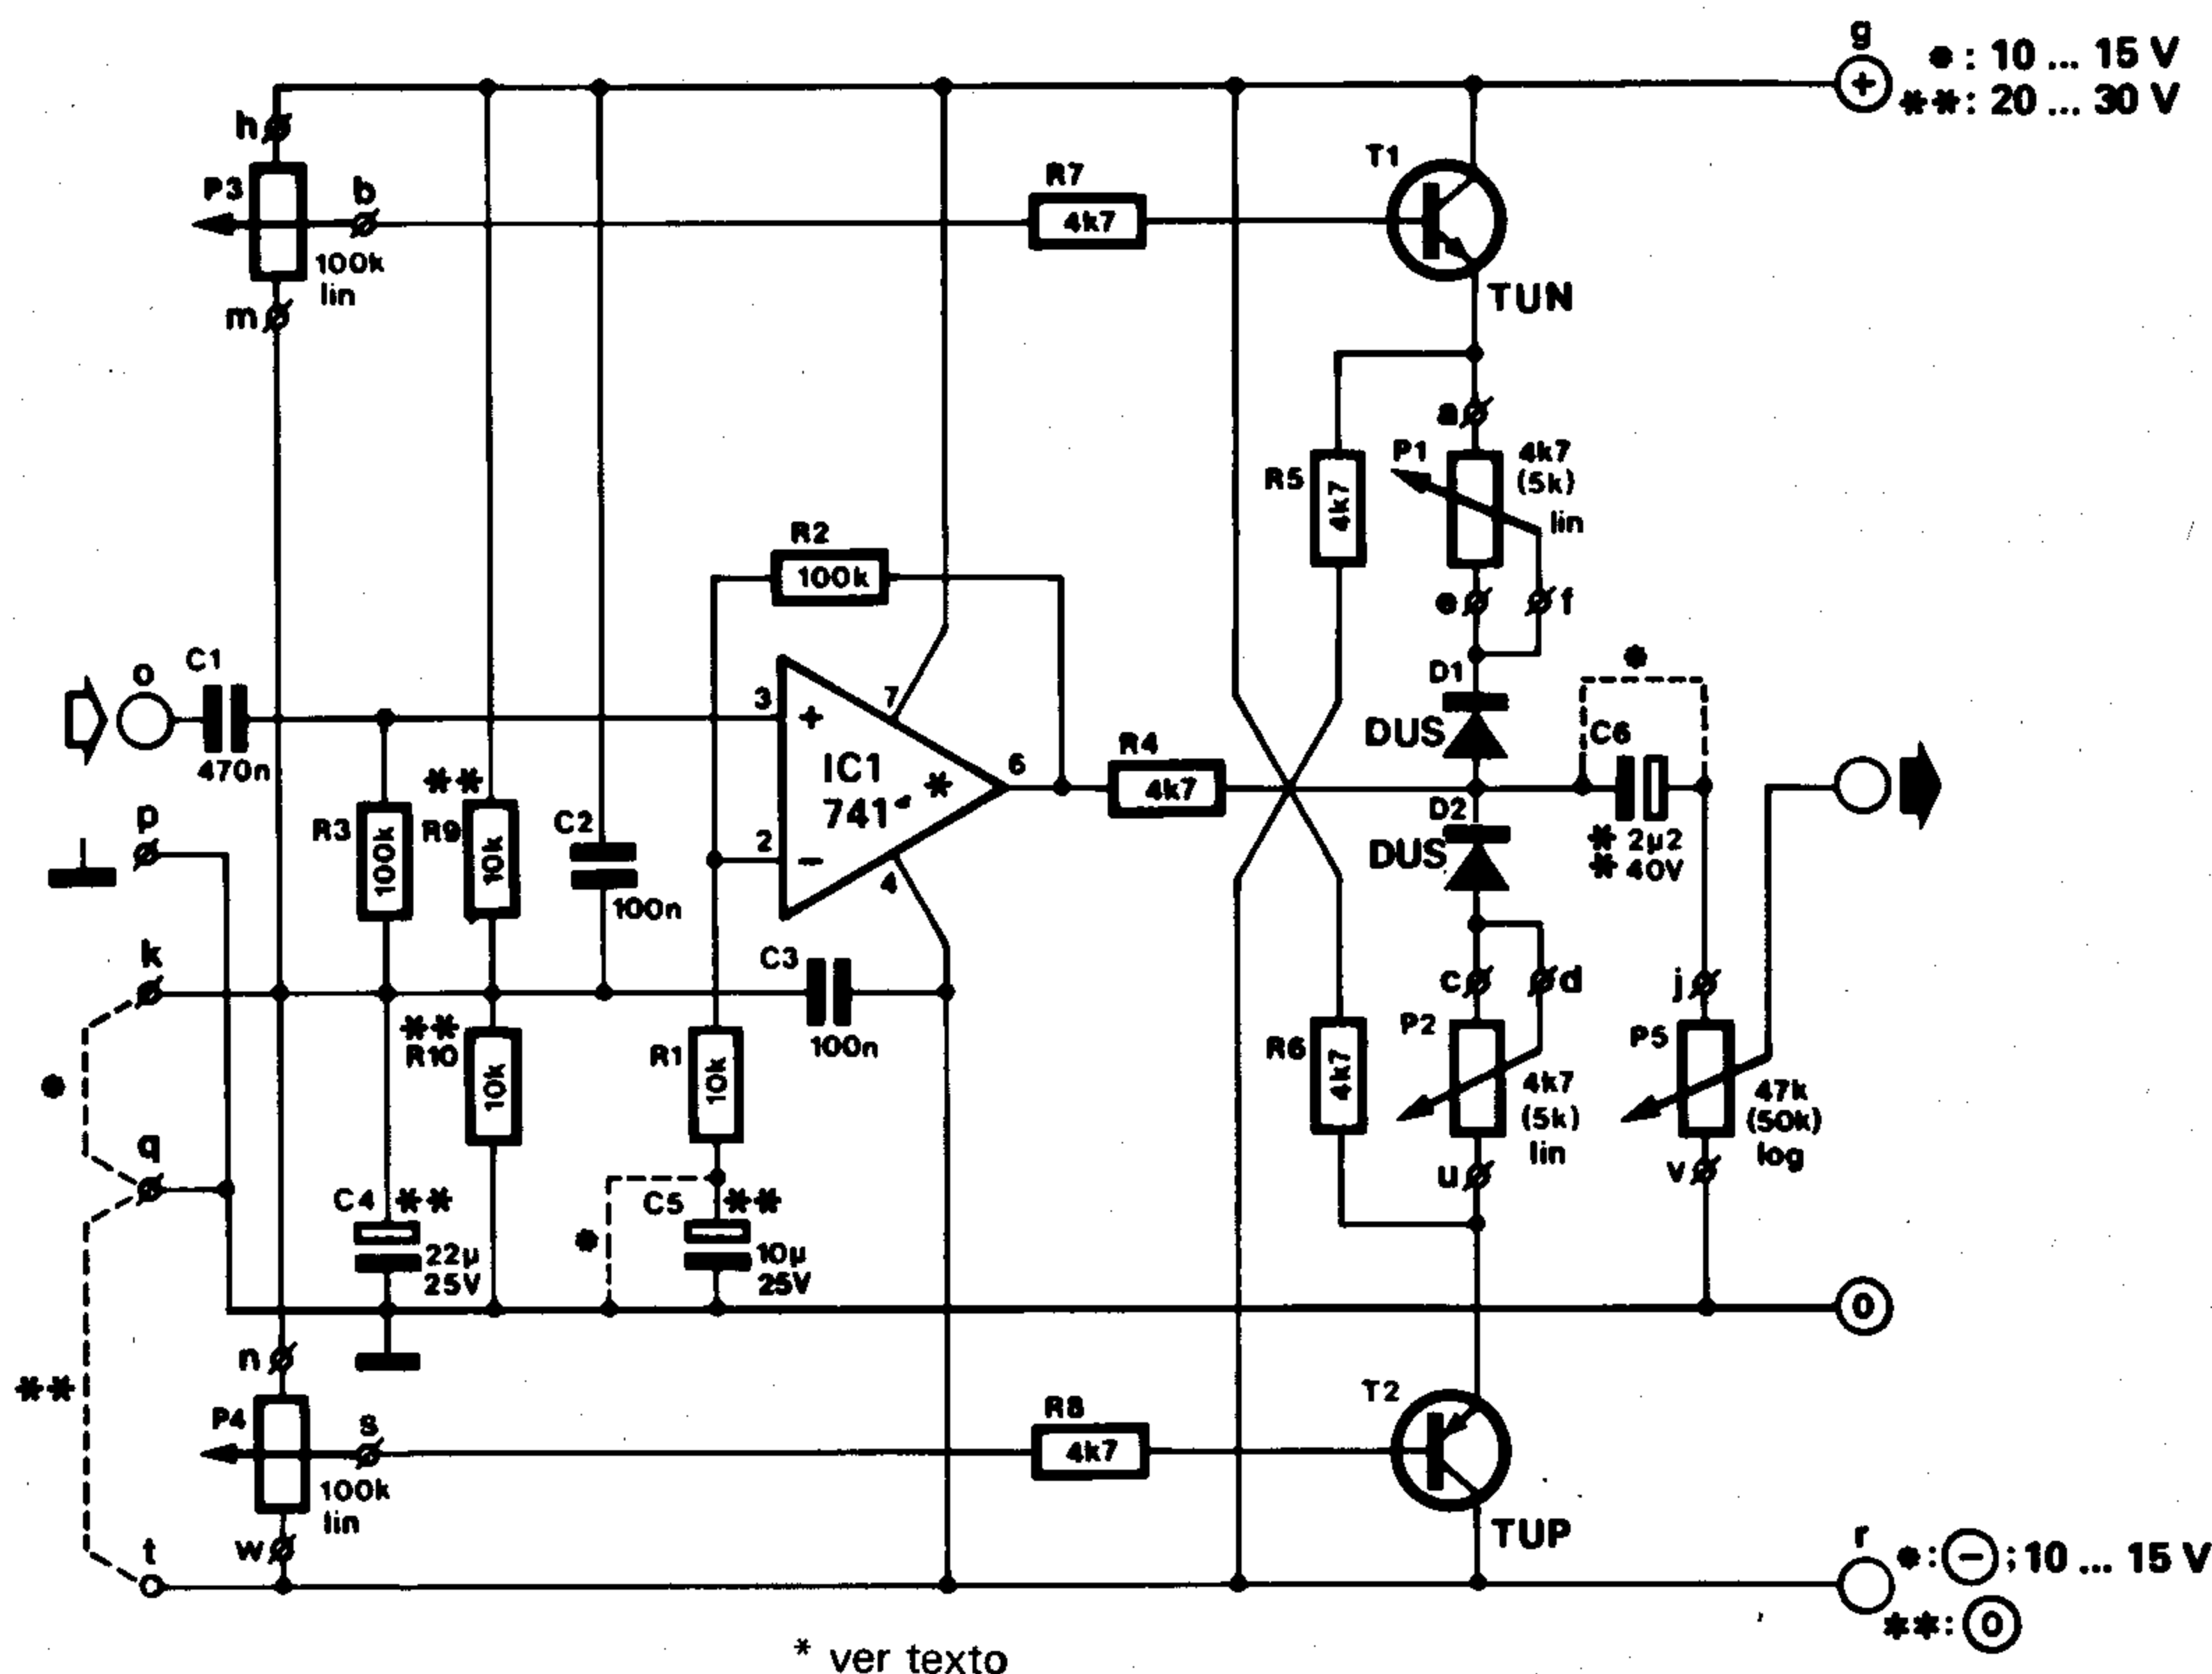 g
●: 10 ... 15 V
+
**: 20 ... 30 V
h
T1
P3
b
R7
4k7
100k
lin
TUN
m
a
P1
4k7
(5k)
lin
R5
4k7
R2
100k
e
f
o
C1
D1
*
3
7
+
DUS
C6
470n
**
IC1
741
*
6
R4
4k7
p
D2
R3
100k
R9
10k
C2
2
-
DUS
* 2µ2
* 40V
4
100n
k
C3
c
d
j
**
R10
10k
R1
10k
100n
R6
4k7
P2
4k7
(5k)
lin
P5
47k
(50k)
log
●
q
C4 **
C5 **
u
v
●
22µ
25V
10µ
25V
0
n
**
T2
P4
s
R8
4k7
100k
lin
TUP
t
w
r
●: − ; 10 ... 15 V
**: 0
* ver texto